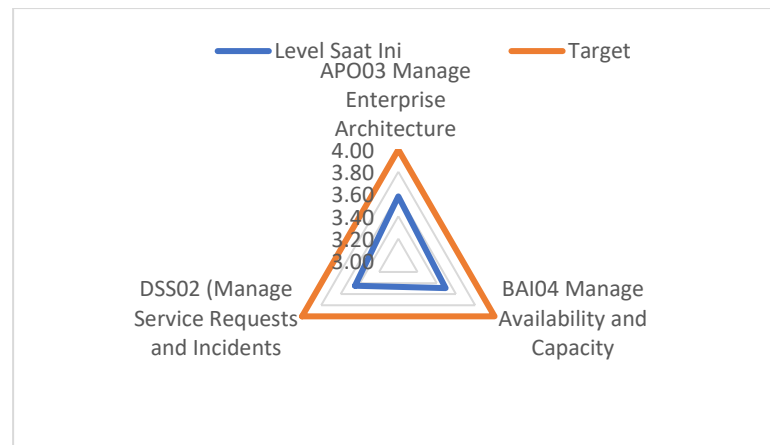 Level Saat Ini
Target
APO03 Manage
Enterprise
Architecture
4.00
3.80
3.60
3.40
3.20
3.00
DSS02 (Manage
Service Requests
and Incidents
BAI04 Manage
Availability and
Capacity